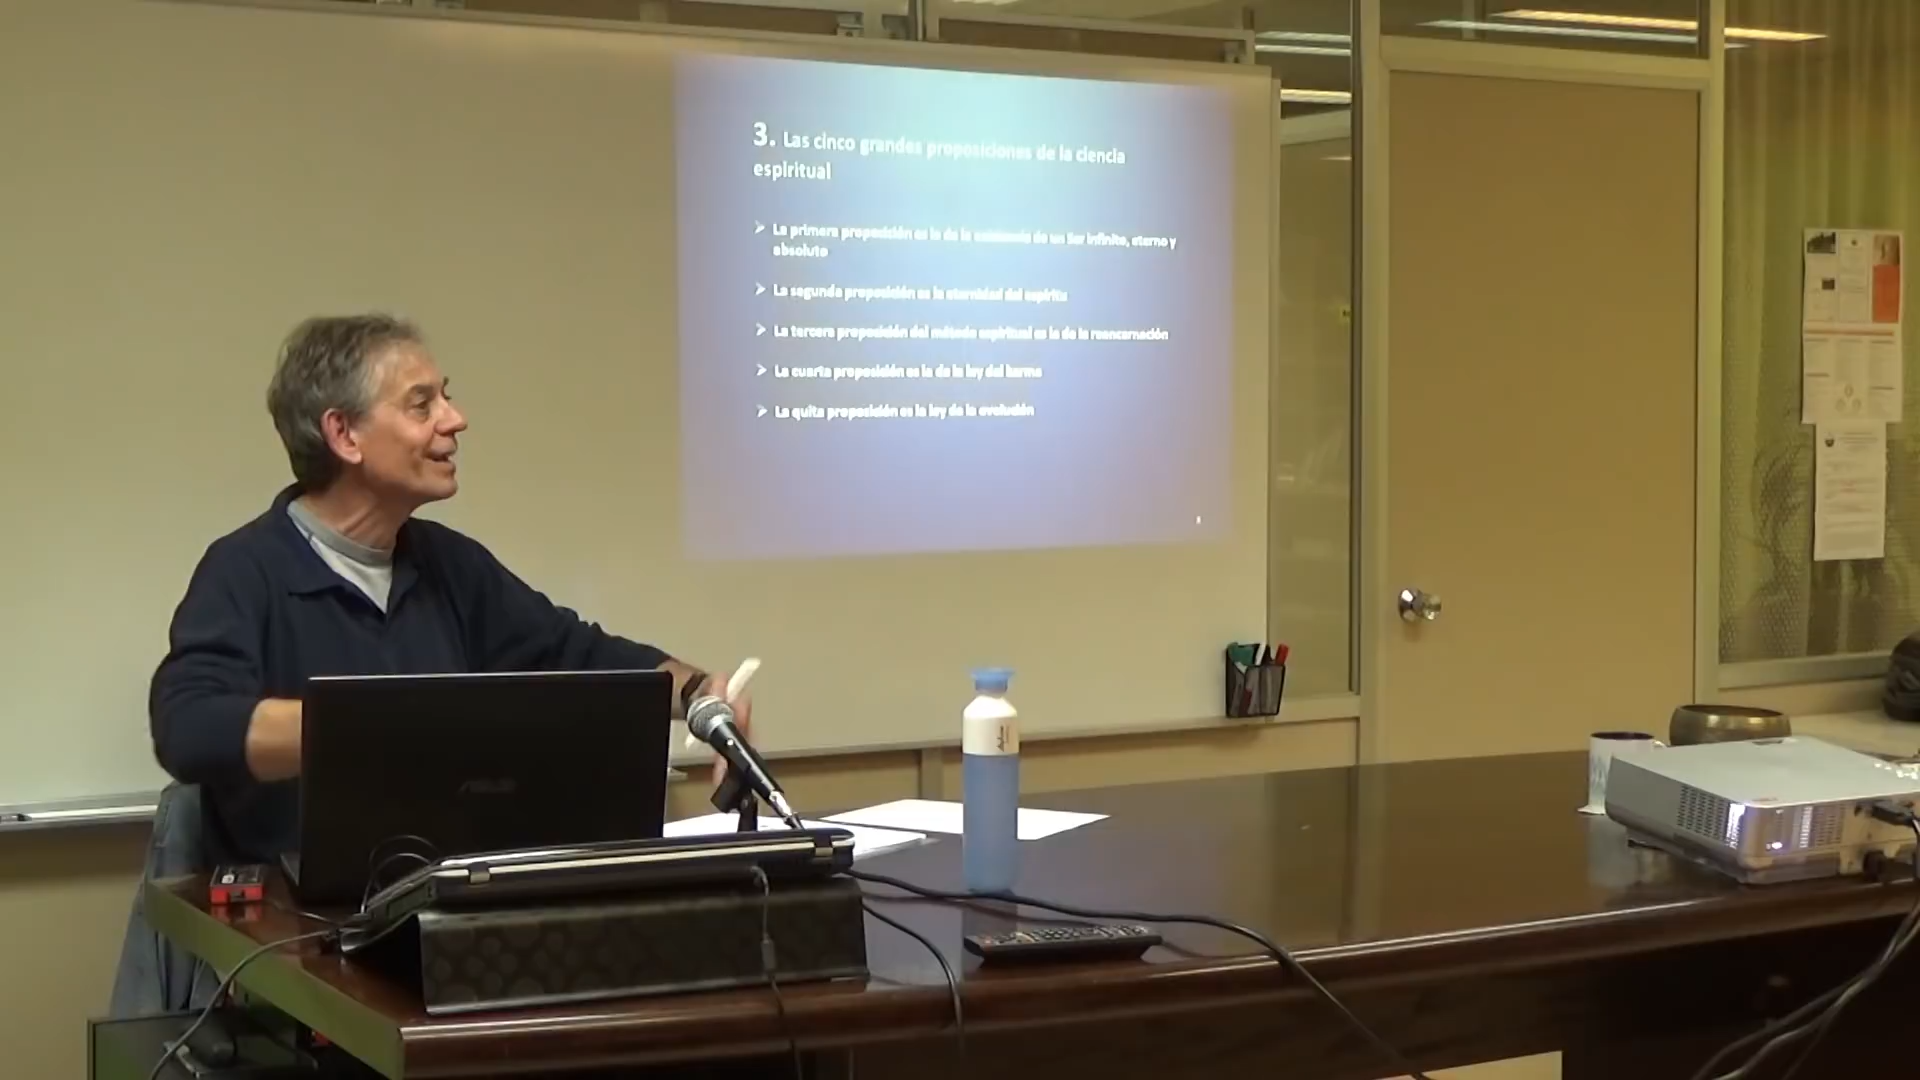 3. Las cinco grandes proposiciones de la ciencia
espiritual
➢ La primera proposición es la de la existencia de un Ser infinito, eterno y
absoluto
➢ La segunda proposición es la eternidad del espíritu
➢ La tercera proposición del método espiritual es la de la reencarnación
➢ La cuarta proposición es la de la ley del karma
➢ La quita proposición es la ley de la evolución
ASUS